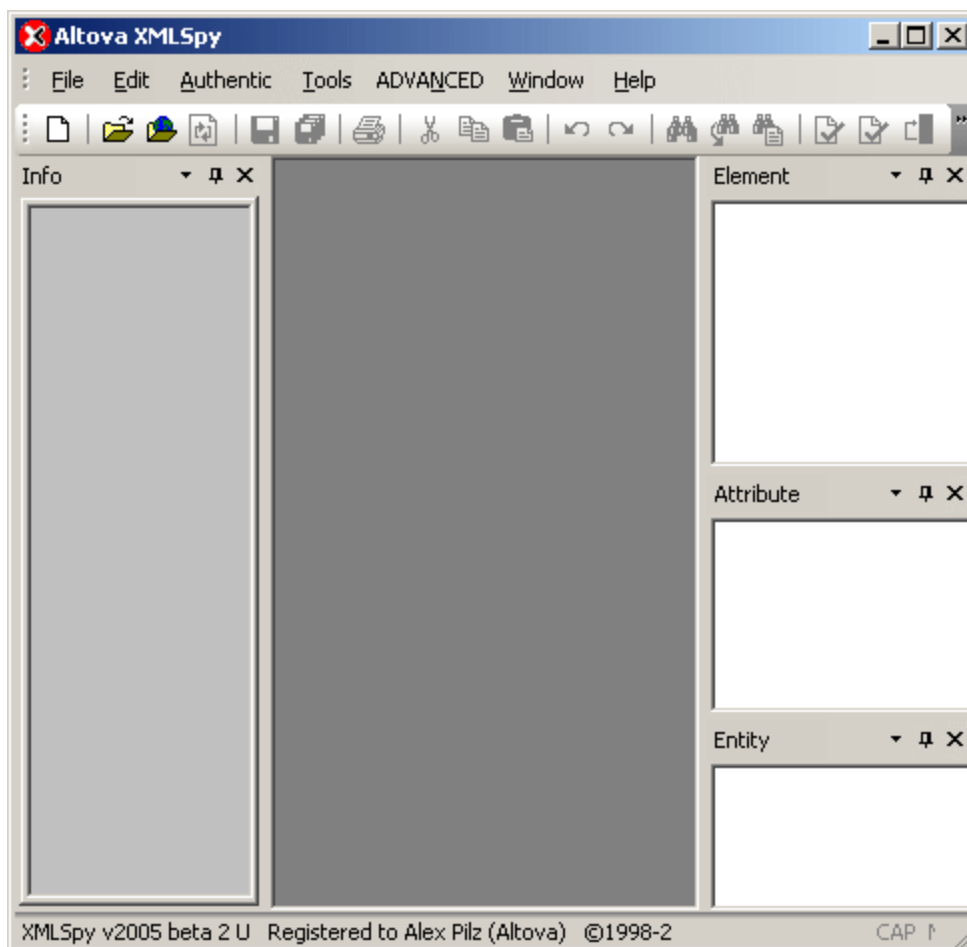 Altova XMLSpy
File Edit Authentic Tools ADVANCED Window Help
Info
Element
Attribute
Entity
XMLSpy v2005 beta 2 U Registered to Alex Pilz (Altova) ©1998-2 CAP